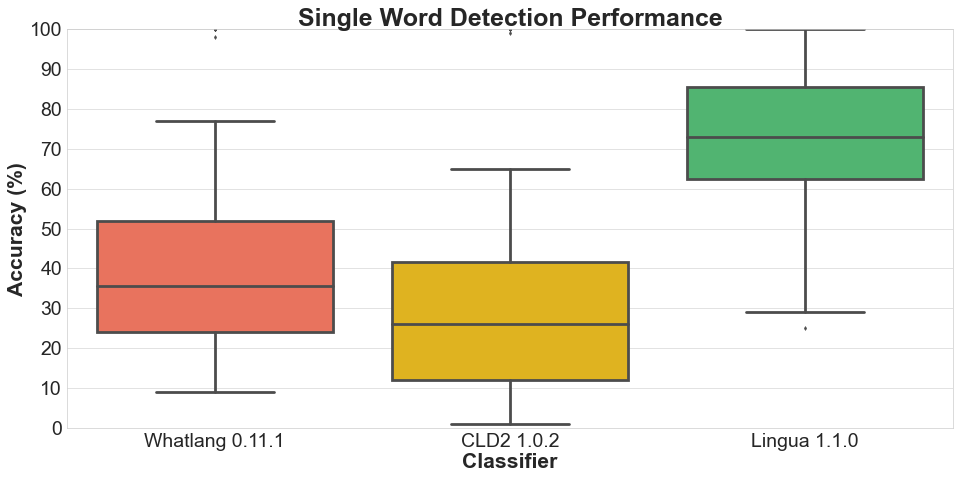 Single Word Detection Performance
100
90
80
70
60
50
40
30
20
10
0
Accuracy (%)
Whatlang 0.11.1
CLD2 1.0.2
Lingua 1.1.0
Classifier